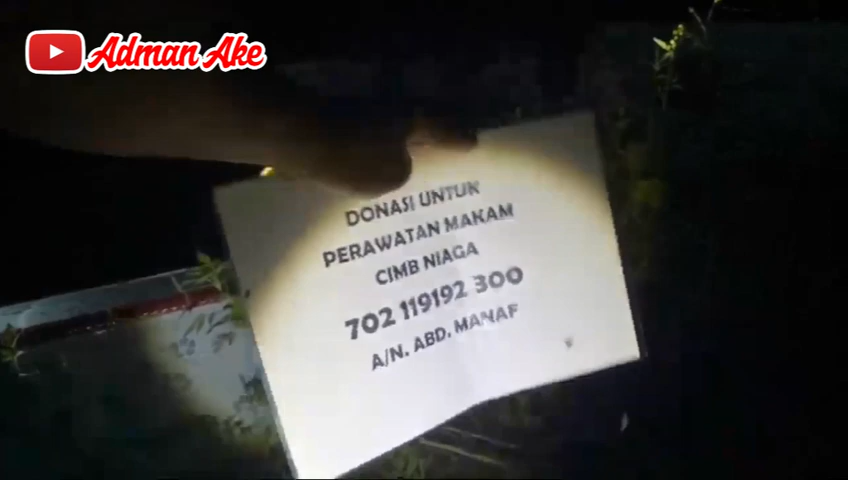 Adman Ake
DONASI UNTUK
PERAWATAN MAKAM
CIMB NIAGA
702 119192 300
A/N. ABD. MANAF